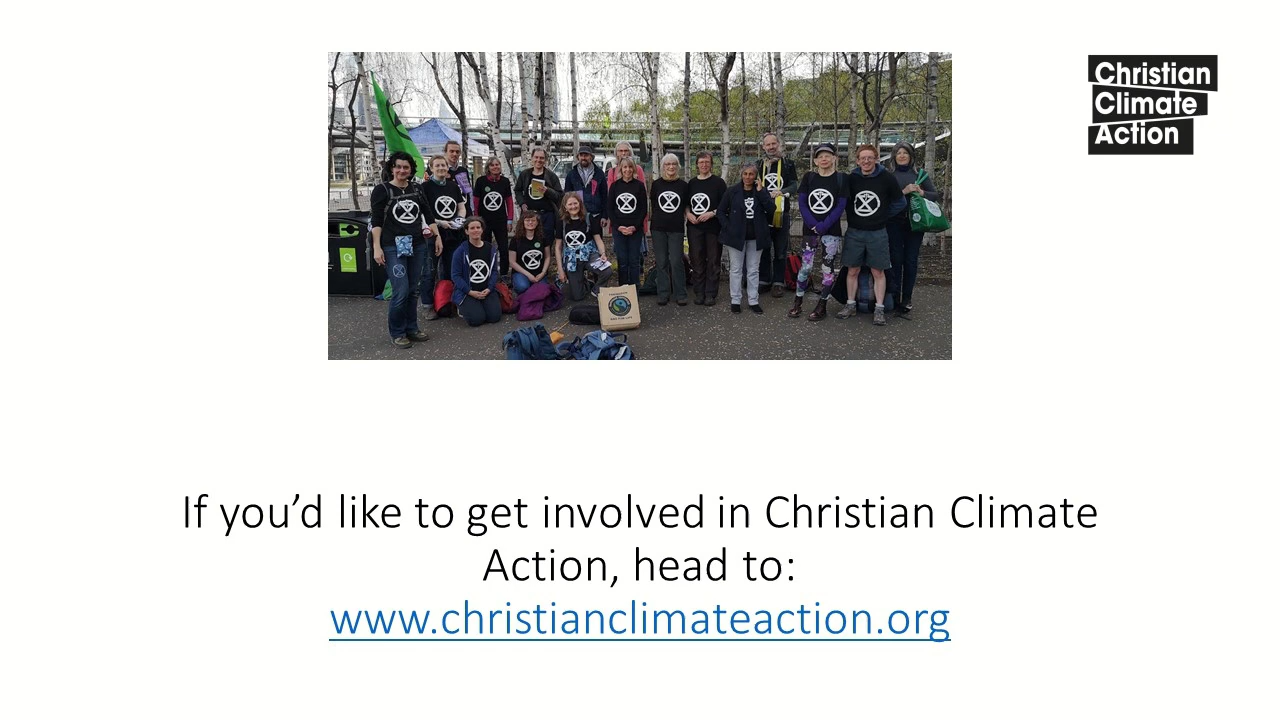 Christian
Climate
Action
If you’d like to get involved in Christian Climate
Action, head to:
www.christianclimateaction.org